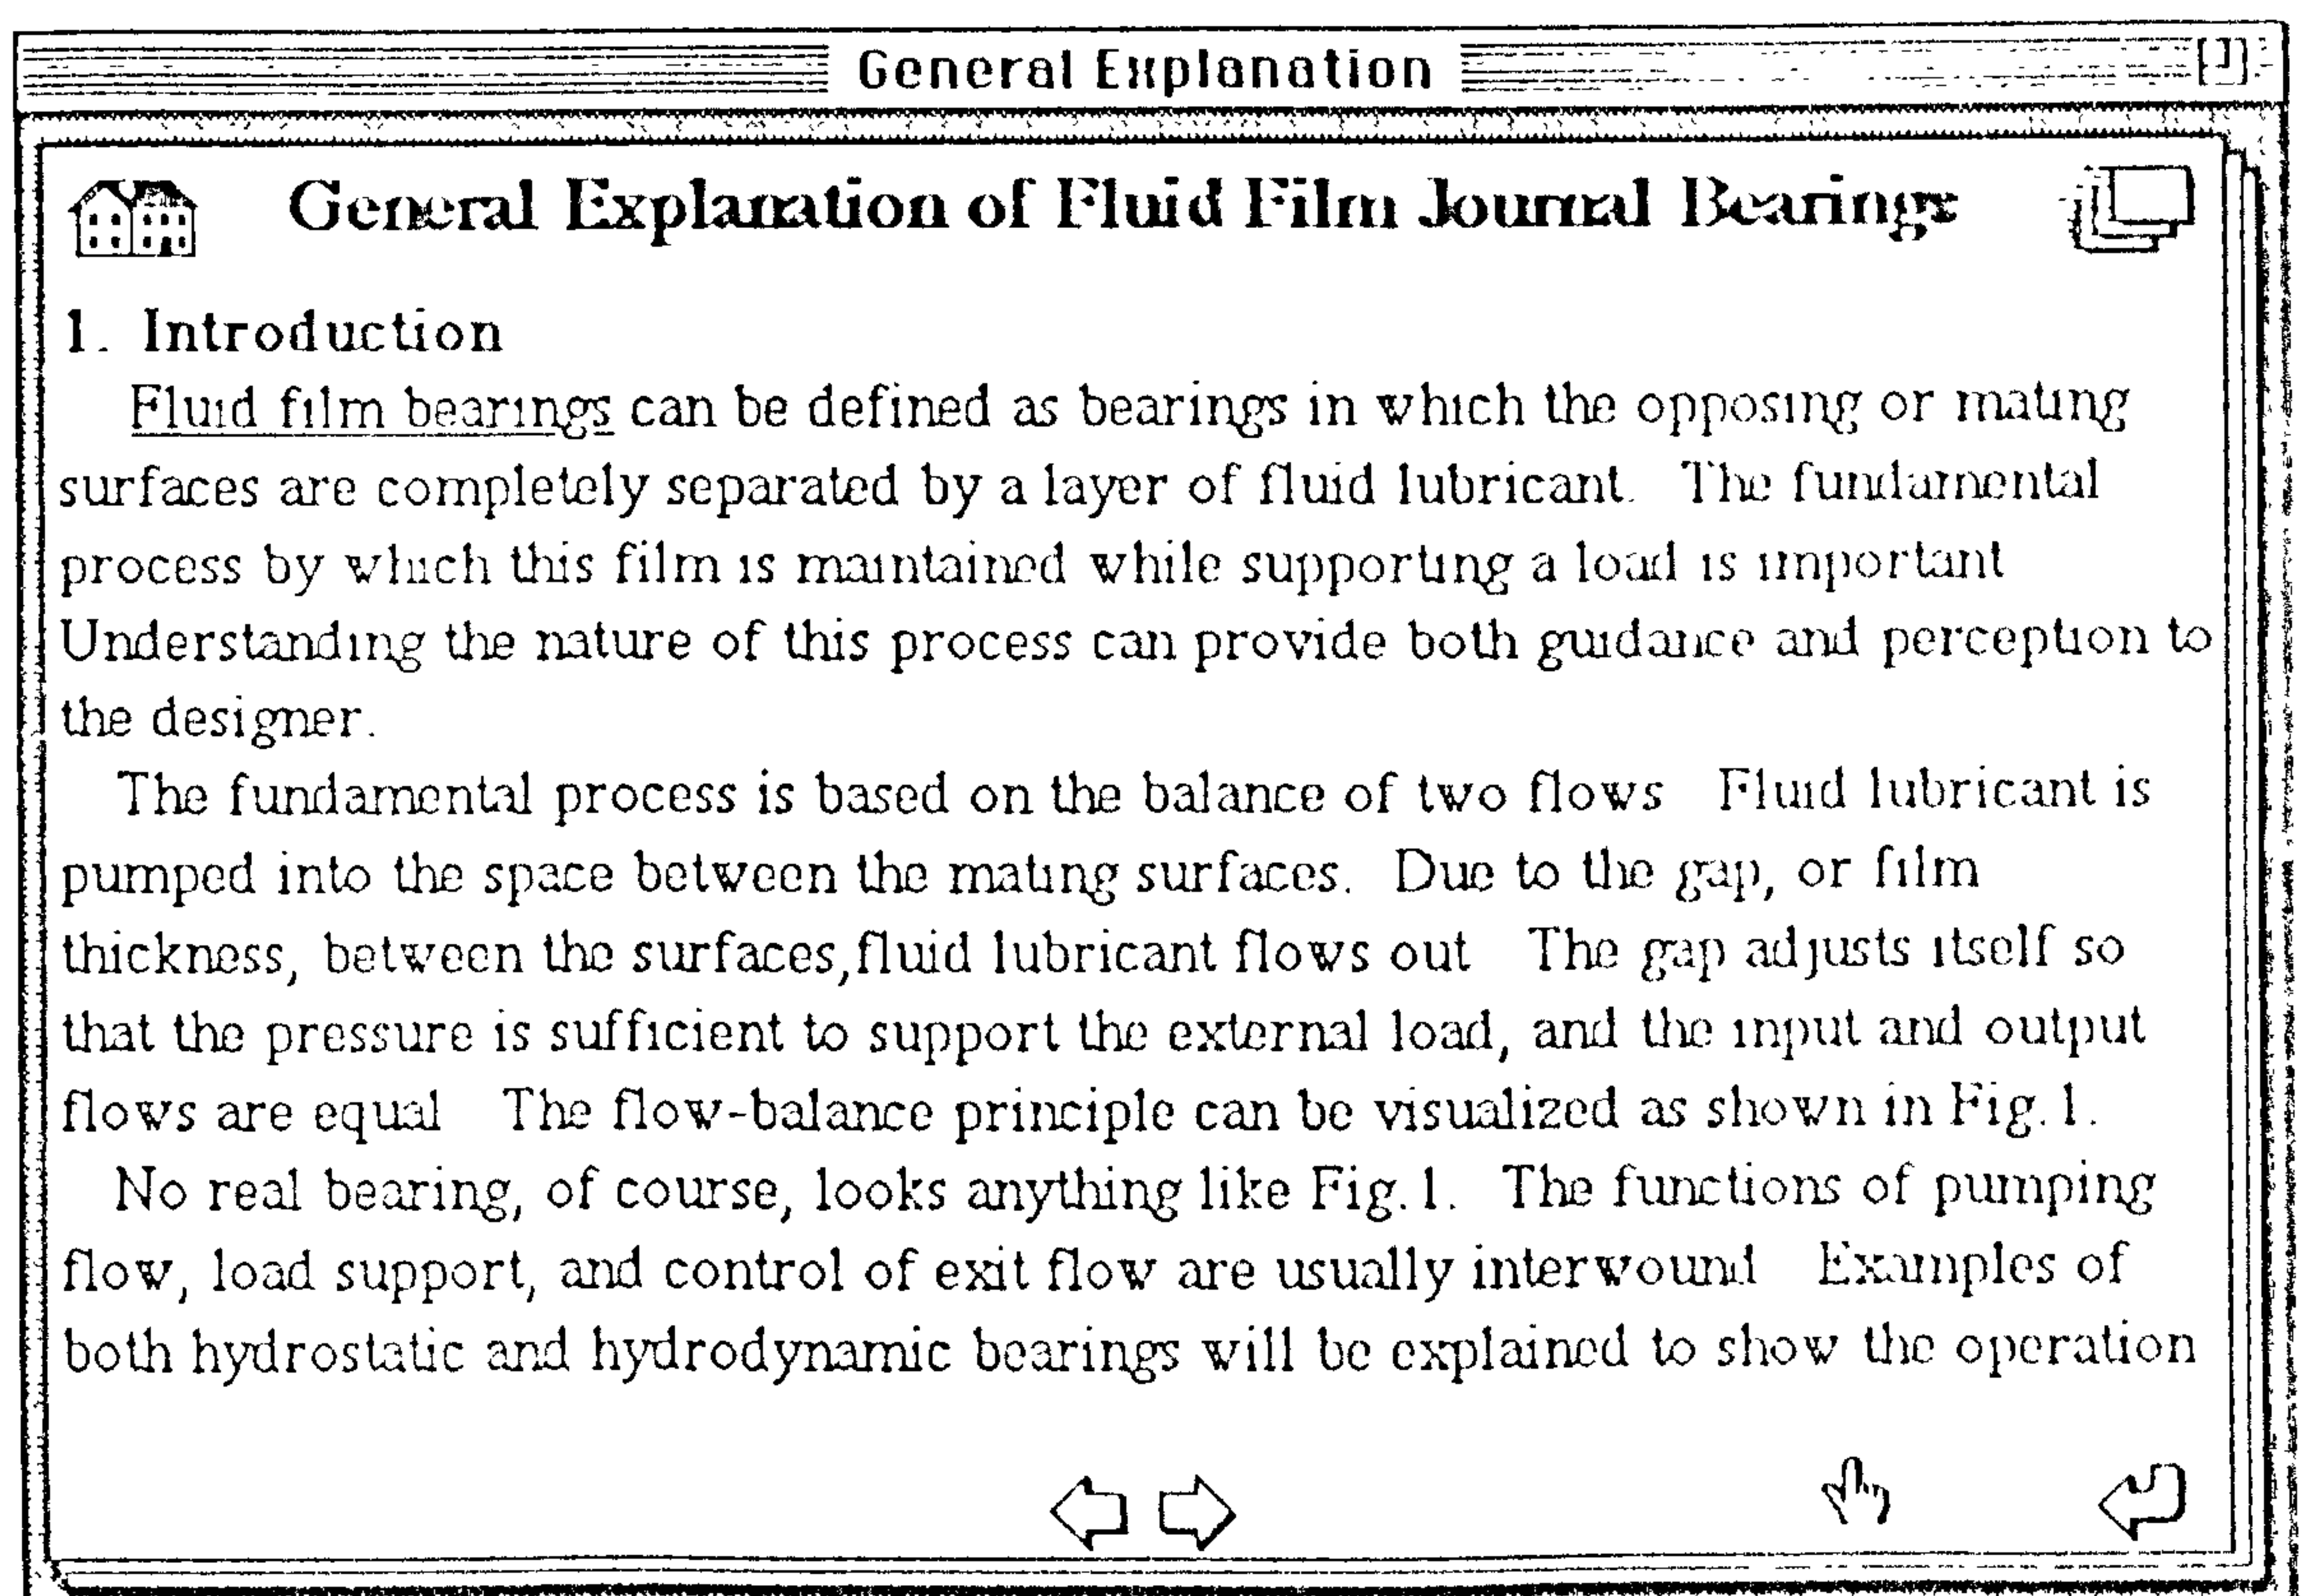 General Explanation
General Explanation of Fluid Film Journal Bearings
1. Introduction
Fluid film bearings can be defined as bearings in which the opposing or mating
surfaces are completely separated by a layer of fluid lubricant. The fundamental
process by which this film is maintained while supporting a load is important
Understanding the nature of this process can provide both guidance and perception to
the designer.
The fundamental process is based on the balance of two flows Fluid lubricant is
pumped into the space between the mating surfaces. Due to the gap, or film
thickness, between the surfaces,fluid lubricant flows out The gap adjusts itself so
that the pressure is sufficient to support the external load, and the input and output
flows are equal The flow-balance principle can be visualized as shown in Fig.1.
No real bearing, of course, looks anything like Fig.1. The functions of pumping
flow, load support, and control of exit flow are usually interwound Examples of
both hydrostatic and hydrodynamic bearings will be explained to show the operation